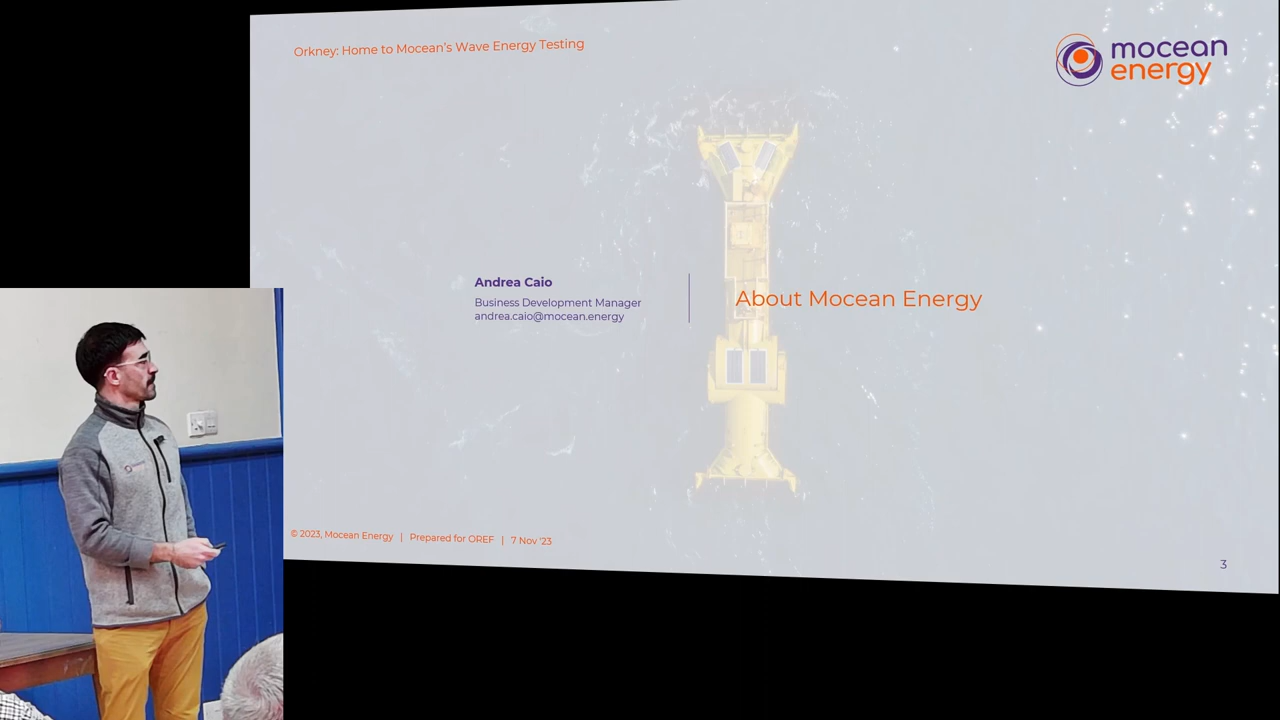 Orkney: Home to Mocean's Wave Energy Testing
mocean
energy
Andrea Caio
Business Development Manager
andrea.caio@mocean.energy
About Mocean Energy
© 2023, Mocean Energy | Prepared for OREF | 7 Nov '23
3